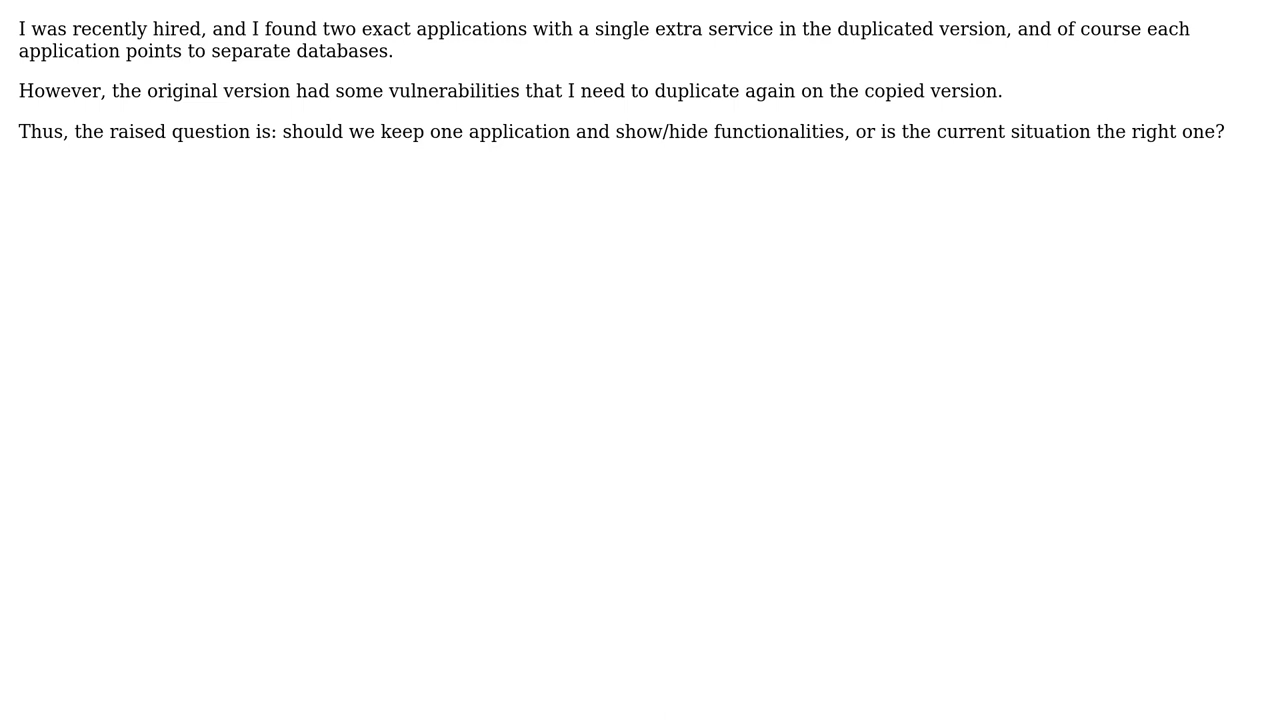 I was recently hired, and I found two exact applications with a single extra service in the duplicated version, and of course each
application points to separate databases.
However, the original version had some vulnerabilities that I need to duplicate again on the copied version.
Thus, the raised question is: should we keep one application and show/hide functionalities, or is the current situation the right one?